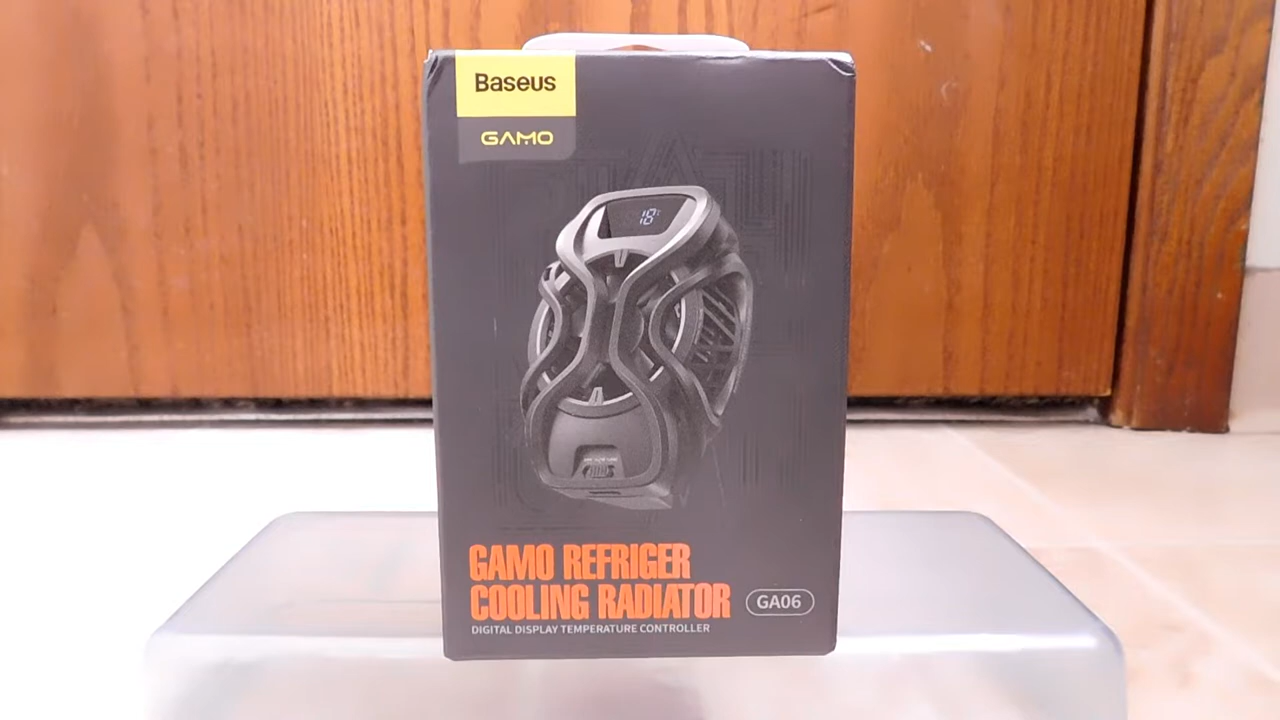 Baseus
GAMO
18
GAMO REFRIGER
COOLING RADIATOR
GA06
DIGITAL DISPLAY TEMPERATURE CONTROLLER